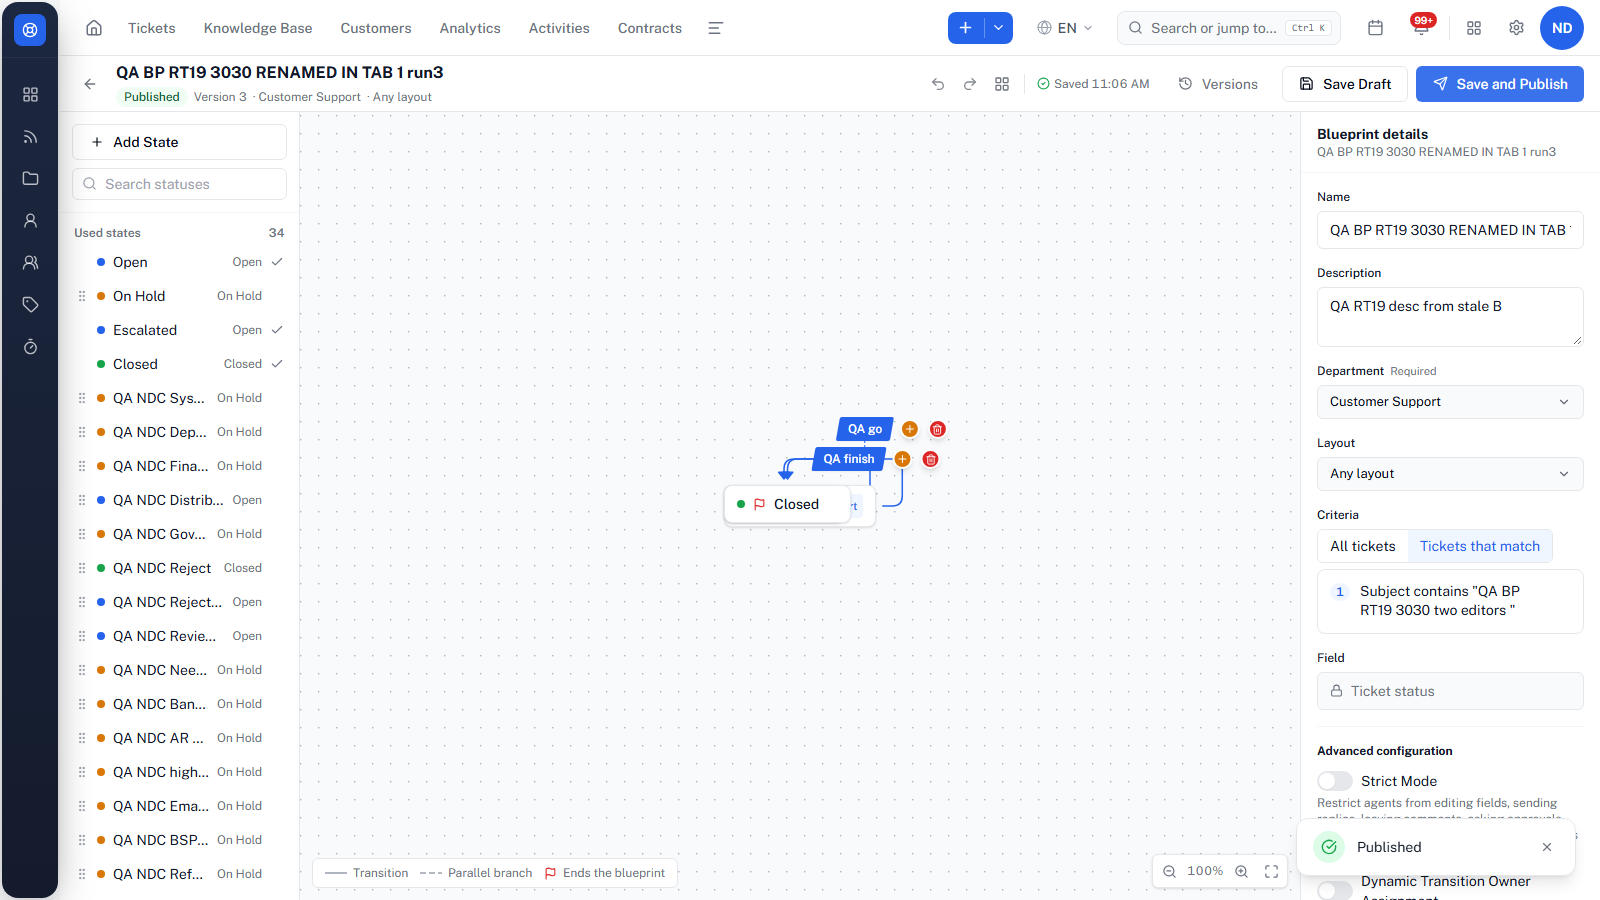 Tickets
Knowledge Base
Customers
Analytics
Activities
Contracts
EN
Search or jump to...
Ctrl K
99+
ND
QA BP RT19 3030 RENAMED IN TAB 1 run3
Published
Version 3 · Customer Support · Any layout
Saved 11:06 AM
Versions
Save Draft
Save and Publish
Add State
Search statuses
Used states 34
Open Open
On Hold On Hold
Escalated Open
Closed Closed
QA NDC Sys... On Hold
QA NDC Dep... On Hold
QA NDC Fina... On Hold
QA NDC Distrib... Open
QA NDC Gov... On Hold
QA NDC Reject Closed
QA NDC Reject... Open
QA NDC Revie... Open
QA NDC Nee... On Hold
QA NDC Ban... On Hold
QA NDC AR ... On Hold
QA NDC high... On Hold
QA NDC Ema... On Hold
QA NDC BSP... On Hold
QA NDC Ref... On Hold
QA go
QA finish
Closed
rt
Transition
Parallel branch
Ends the blueprint
100%
Blueprint details
QA BP RT19 3030 RENAMED IN TAB 1 run3
Name
QA BP RT19 3030 RENAMED IN TAB
Description
QA RT19 desc from stale B
Department Required
Customer Support
Layout
Any layout
Criteria
All tickets
Tickets that match
1
Subject contains "QA BP
RT19 3030 two editors "
Field
Ticket status
Advanced configuration
Strict Mode
Restrict agents from editing fields, sending
Published
Dynamic Transition Owner